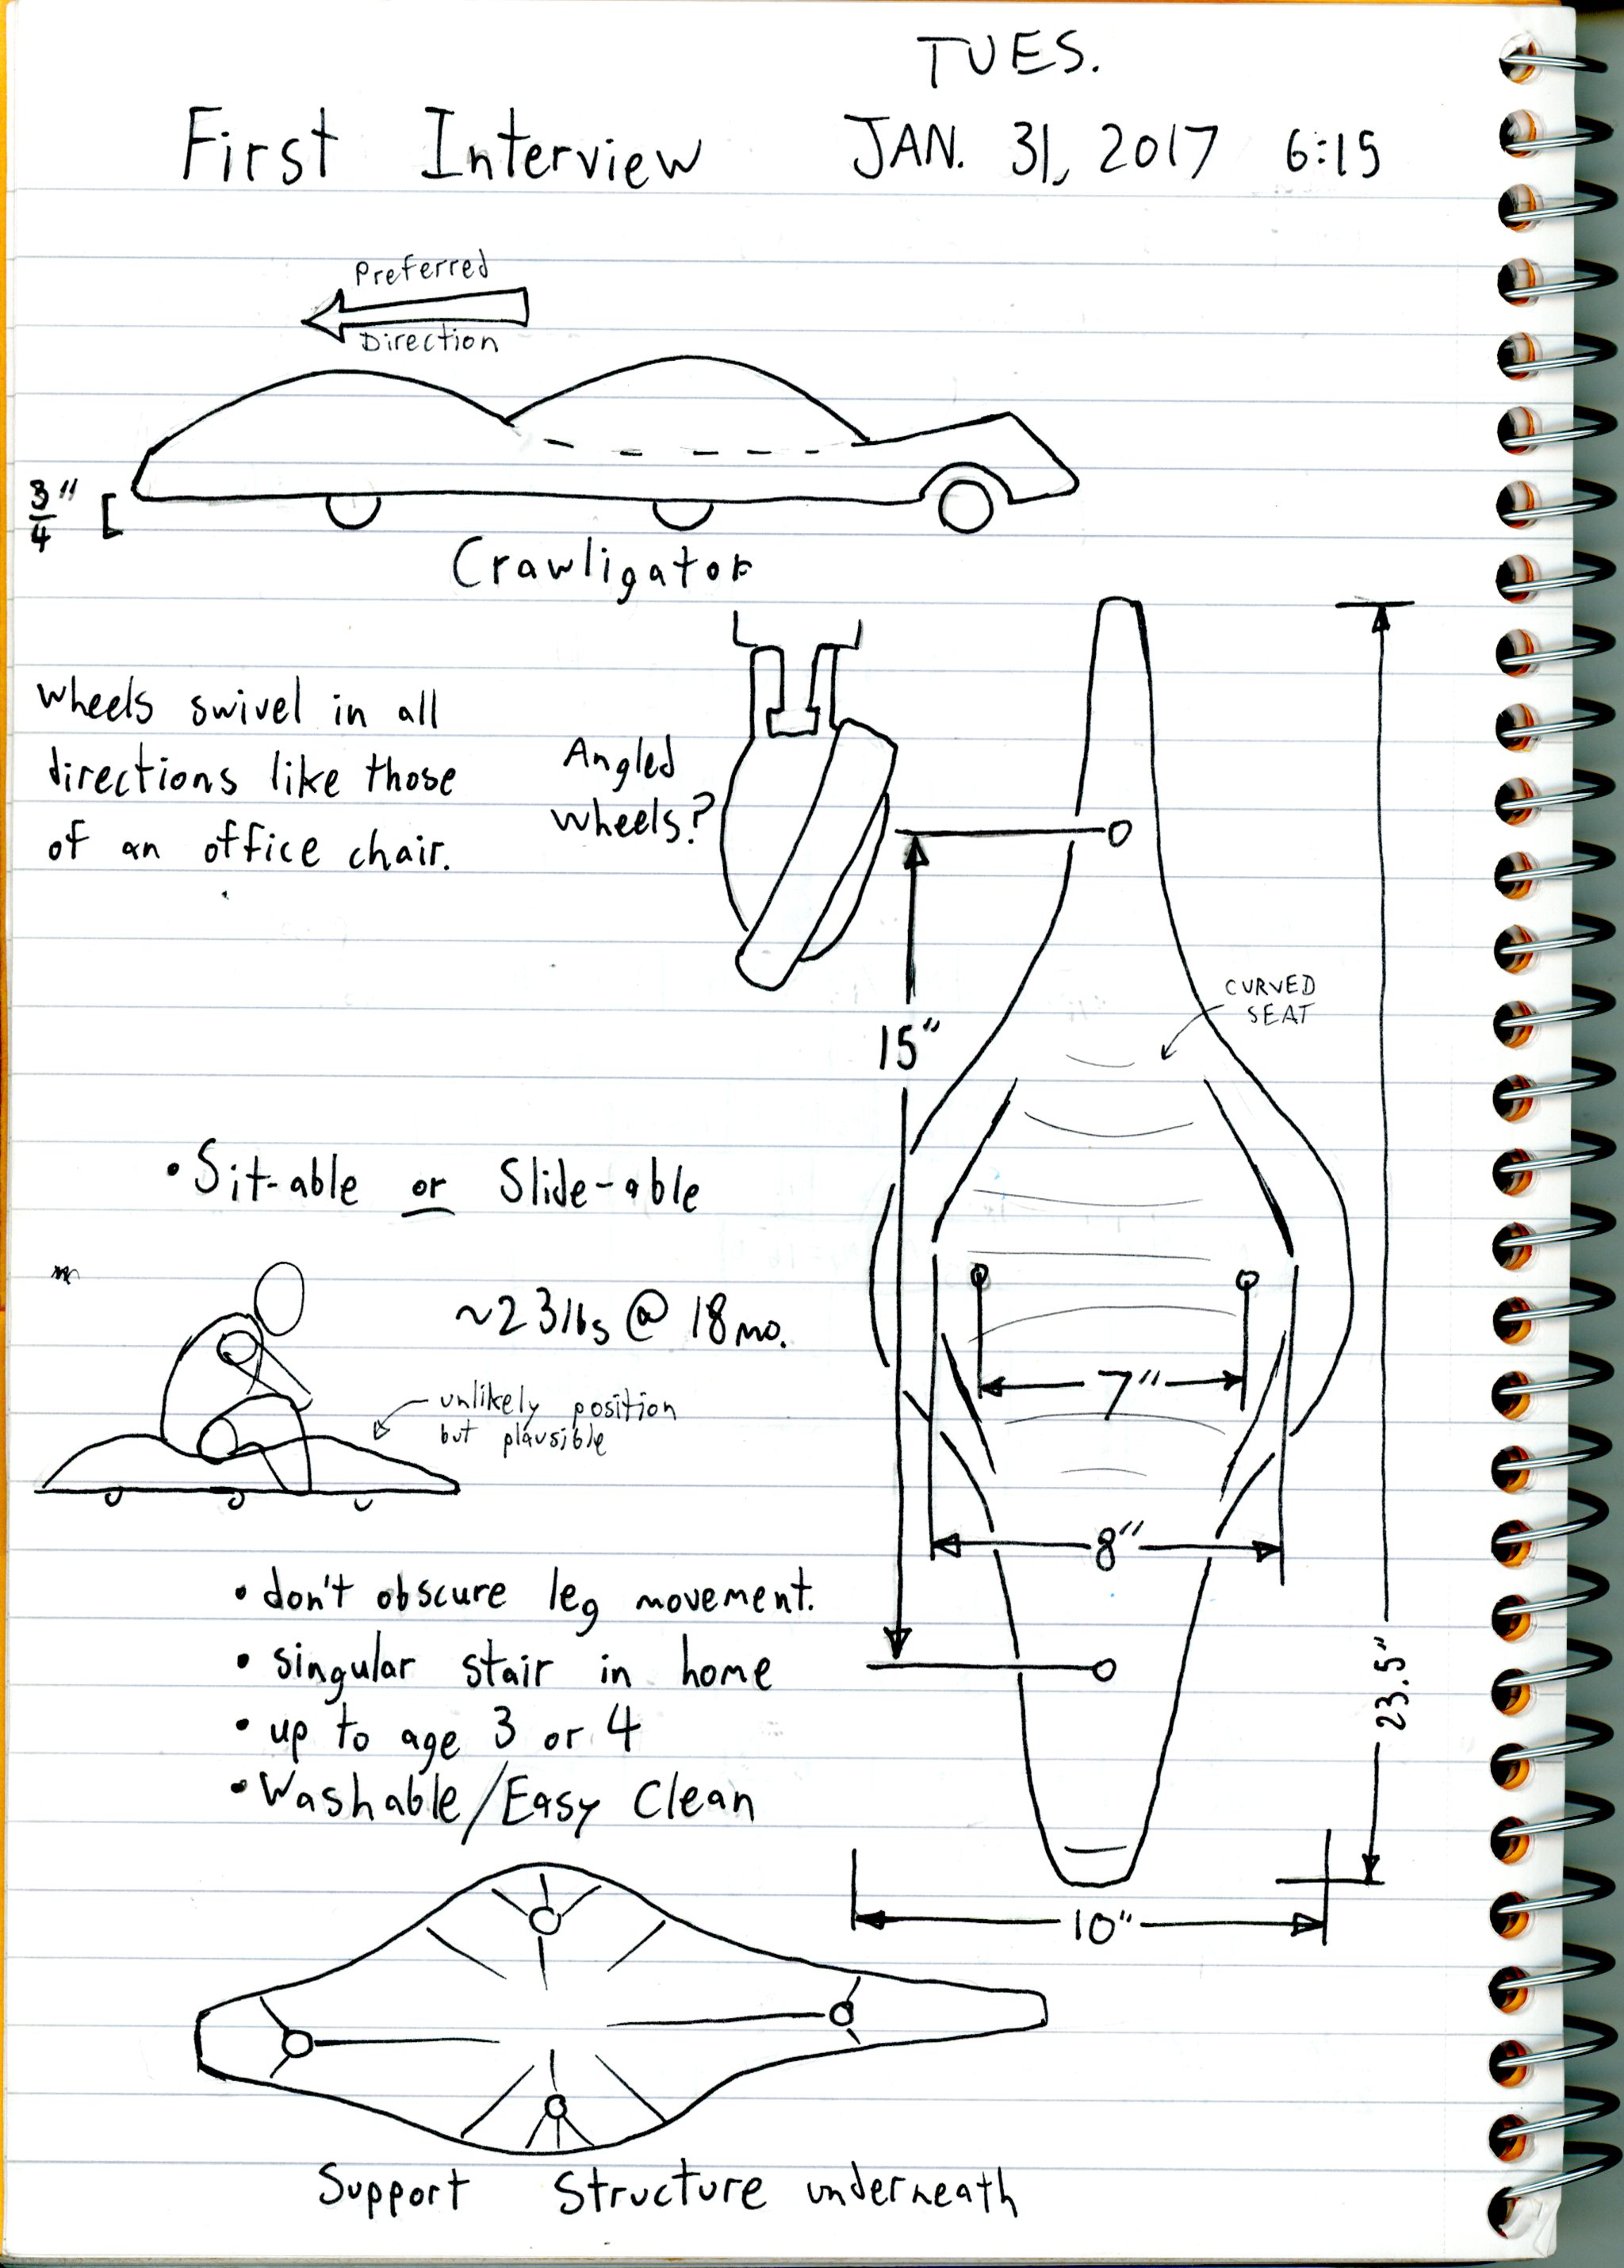 TUES.
First Interview JAN. 31, 2017 6:15
Preferred
Direction
3/4"
Crawligator
wheels swivel in all
directions like those
of an office chair.
Angled
wheels?
CURVED
SEAT
15"
• Sit-able or Slide-able
~23lbs @ 18mo.
unlikely position
but plausible
7"
8"
• don't obscure leg movement.
• singular stair in home
• up to age 3 or 4
• Washable/Easy Clean
23.5"
10"
Support Structure underneath